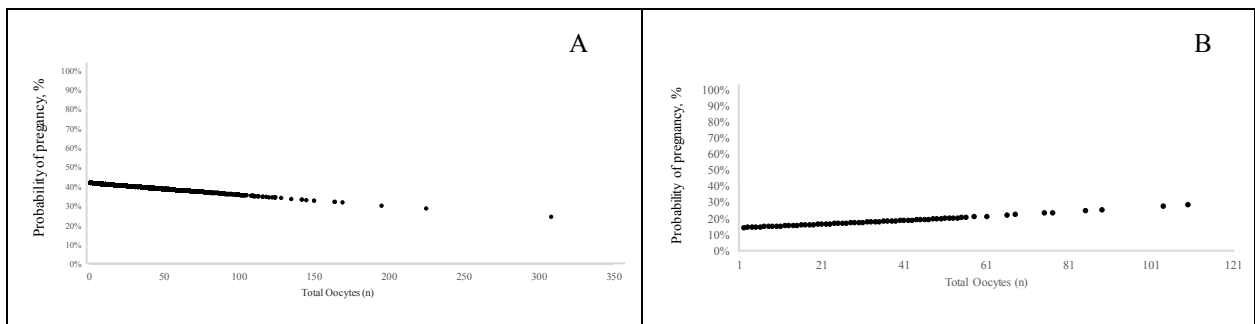 A
Probability of pregancy, %
100%
90%
80%
70%
60%
50%
40%
30%
20%
10%
0%
0 50 100 150 200 250 300 350
Total Oocytes (n)
B
Probability of pregnancy, %
100%
90%
80%
70%
60%
50%
40%
30%
20%
10%
0%
1 21 41 61 81 101 121
Total Oocytes (n)